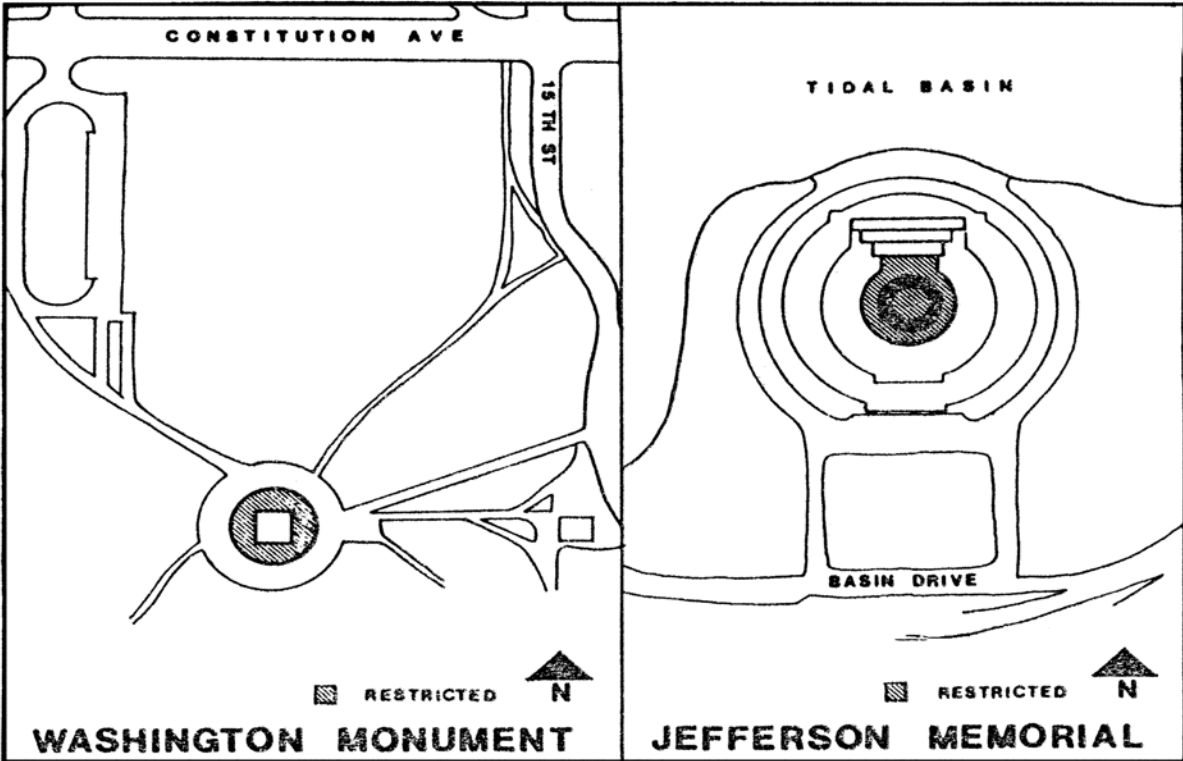 CONSTITUTION AVE
15 TH ST
RESTRICTED
N
WASHINGTON MONUMENT
TIDAL BASIN
BASIN DRIVE
RESTRICTED
N
JEFFERSON MEMORIAL